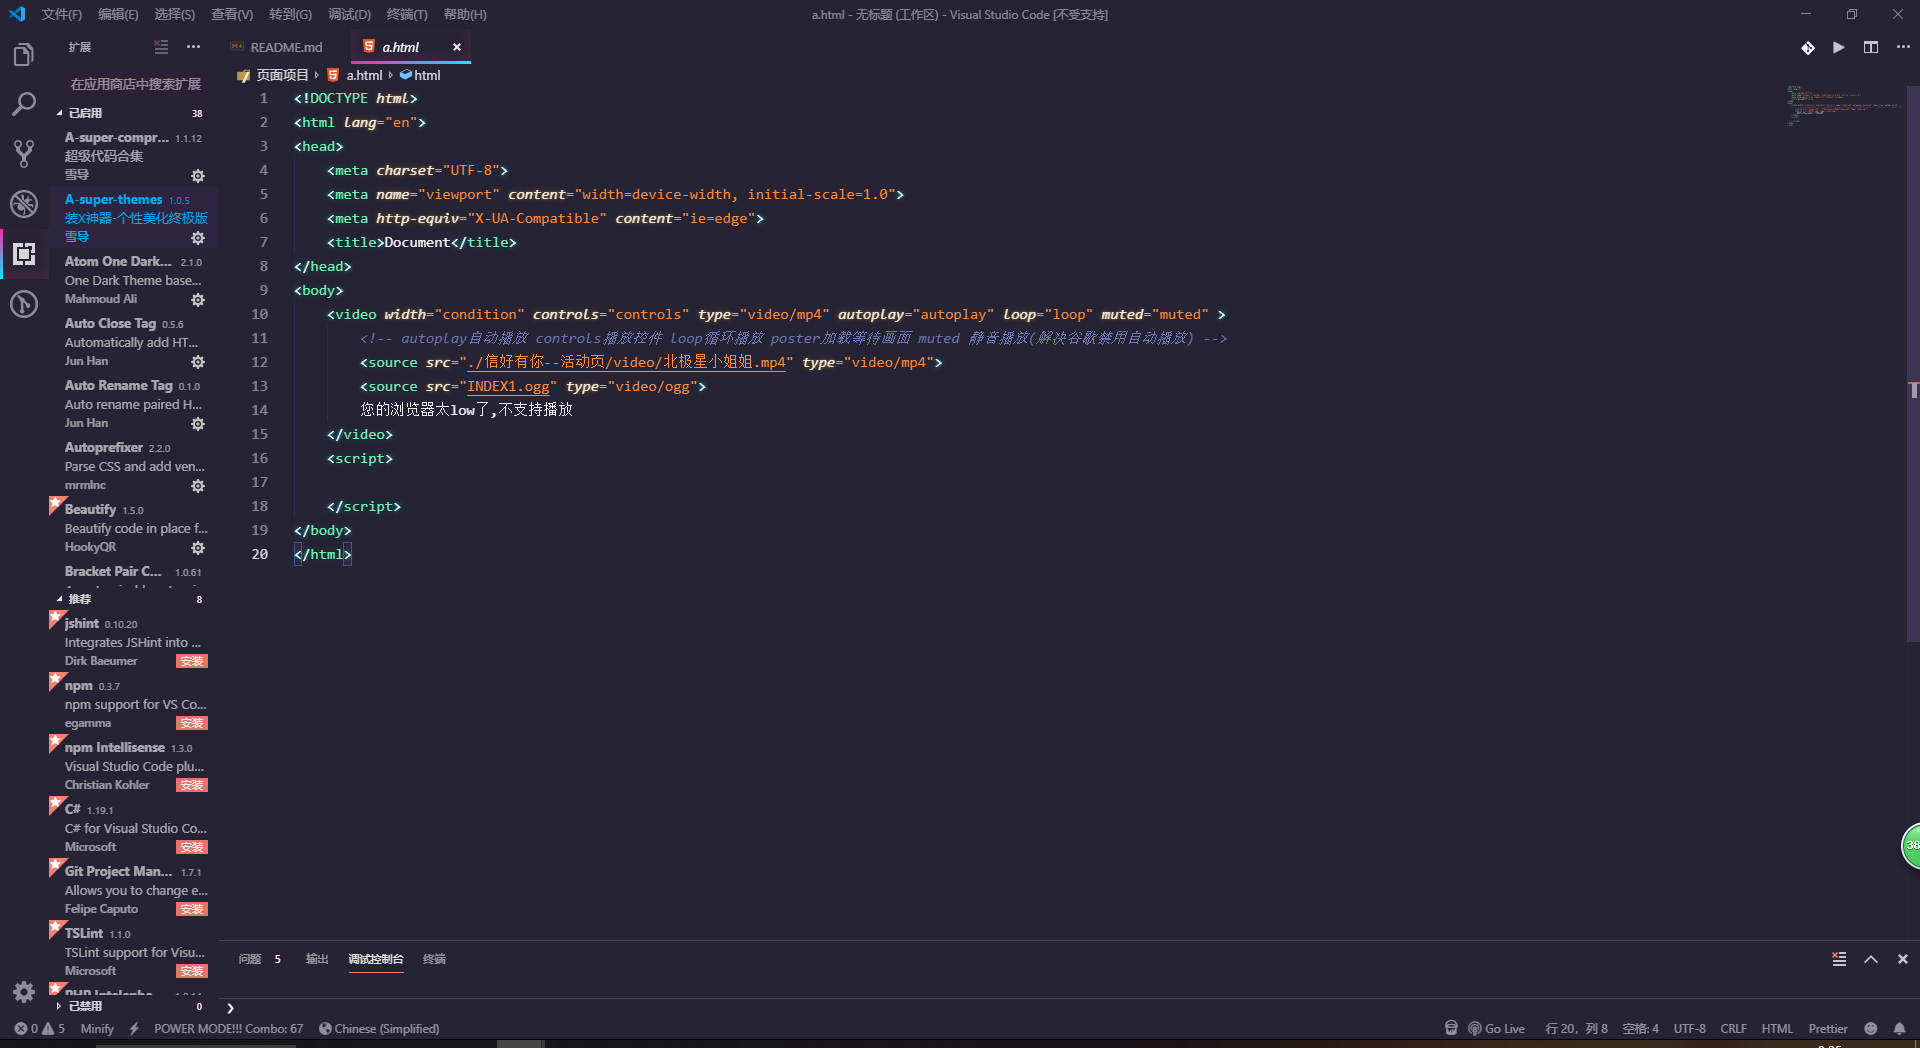 文件(F) 编辑(E) 选择(S) 查看(V) 转到(G) 调试(D) 终端(T) 帮助(H)
a.html - 无标题 (工作区) - Visual Studio Code [不受支持]
扩展
在应用商店中搜索扩展
已启用 38
A-super-compr... 1.1.12
超级代码合集
雪导
A-super-themes 1.0.5
装X神器-个性美化终极版
雪导
Atom One Dark... 2.1.0
One Dark Theme base...
Mahmoud Ali
Auto Close Tag 0.5.6
Automatically add HT...
Jun Han
Auto Rename Tag 0.1.0
Auto rename paired H...
Jun Han
Autoprefixer 2.2.0
Parse CSS and add ven...
mrmlnc
Beautify 1.5.0
Beautify code in place f...
HookyQR
Bracket Pair C... 1.0.61
推荐 8
jshint 0.10.20
Integrates JSHint into ...
Dirk Baeumer 安装
npm 0.3.7
npm support for VS Co...
egamma 安装
npm Intellisense 1.3.0
Visual Studio Code plu...
Christian Kohler 安装
C# 1.19.1
C# for Visual Studio Co...
Microsoft 安装
Git Project Man... 1.7.1
Allows you to change e...
Felipe Caputo 安装
TSLint 1.1.0
TSLint support for Visu...
Microsoft 安装
已禁用 0
README.md a.html
页面项目 a.html html
1 <!DOCTYPE html>
2 <html lang="en">
3 <head>
4 <meta charset="UTF-8">
5 <meta name="viewport" content="width=device-width, initial-scale=1.0">
6 <meta http-equiv="X-UA-Compatible" content="ie=edge">
7 <title>Document</title>
8 </head>
9 <body>
10 <video width="condition" controls="controls" type="video/mp4" autoplay="autoplay" loop="loop" muted="muted" >
11 <!-- autoplay自动播放 controls播放控件 loop循环播放 poster加载等待画面 muted 静音播放(解决谷歌禁用自动播放) -->
12 <source src="./信好有你--活动页/video/北极星小姐姐.mp4" type="video/mp4">
13 <source src="INDEX1.ogg" type="video/ogg">
14 您的浏览器太low了,不支持播放
15 </video>
16 <script>
17
18 </script>
19 </body>
20 </html>
38
问题 5 输出 调试控制台 终端
0 5 Minify POWER MODE!!! Combo: 67 Chinese (Simplified)
Go Live 行 20，列 8 空格: 4 UTF-8 CRLF HTML Prettier